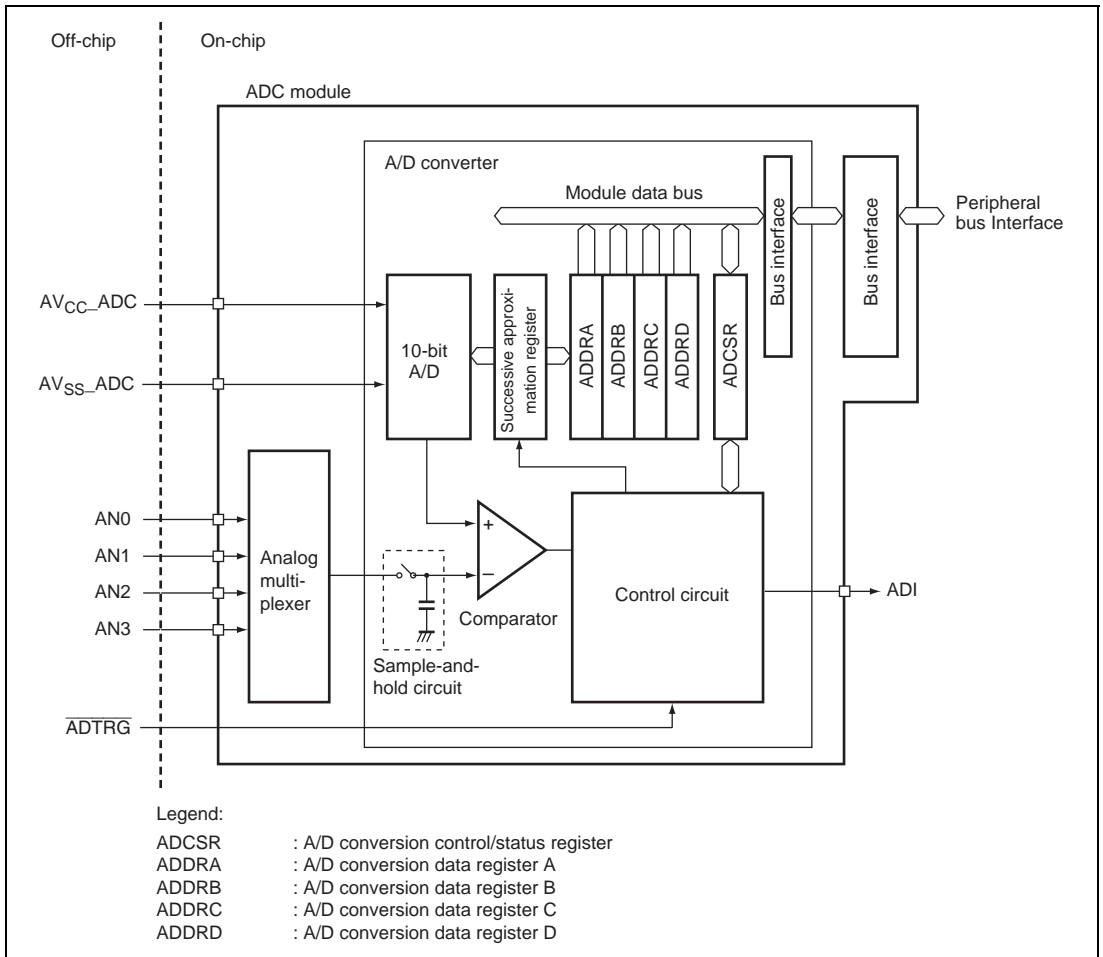 Off-chip
On-chip
ADC module
A/D converter
Module data bus
Bus interface
Bus interface
Peripheral
bus Interface
AVCC_ADC
AVSS_ADC
10-bit
A/D
Successive approxi-
mation register
ADDRA
ADDRB
ADDRC
ADDRD
ADCSR
AN0
AN1
AN2
AN3
Analog
multi-
plexer
+
−
Comparator
Sample-and-
hold circuit
Control circuit
ADI
ADTRG
Legend:
ADCSR : A/D conversion control/status register
ADDRA : A/D conversion data register A
ADDRB : A/D conversion data register B
ADDRC : A/D conversion data register C
ADDRD : A/D conversion data register D